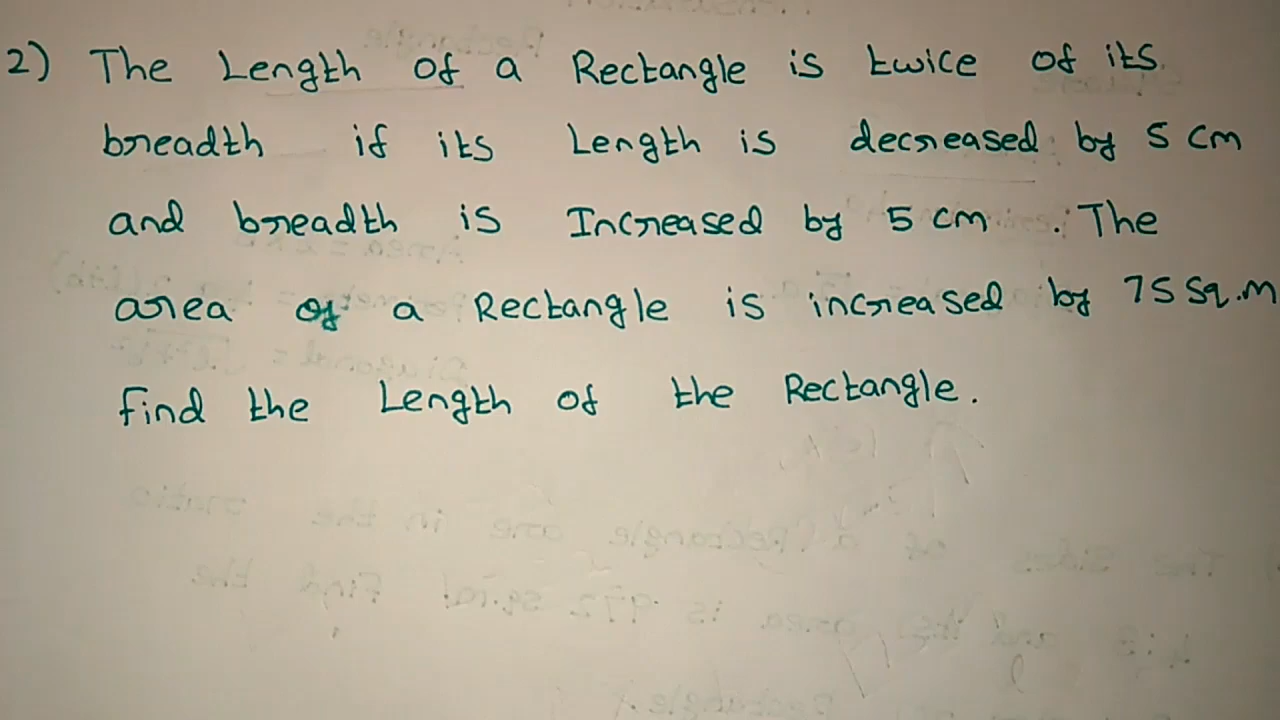 2) The Length of a Rectangle is twice of its
breadth if its Length is decreased by 5 cm
and breadth is Increased by 5 cm. The
area of a Rectangle is increased by 75 Sq.m
find the Length of the Rectangle.